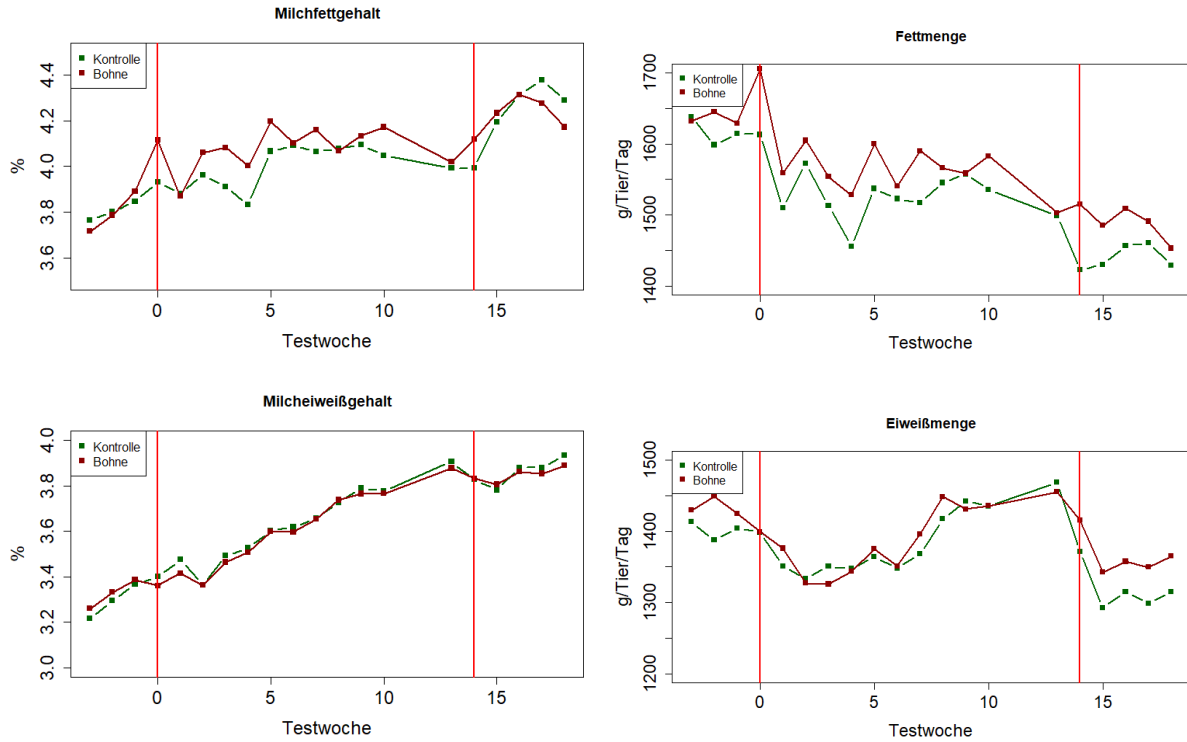 Milchfettgehalt
Kontrolle
Bohne
%
4.4
4.2
4.0
3.8
3.6
0 5 10 15
Testwoche
Fettmenge
Kontrolle
Bohne
g/Tier/Tag
1700
1600
1500
1400
0 5 10 15
Testwoche
Milcheiweißgehalt
Kontrolle
Bohne
%
4.0
3.8
3.6
3.4
3.2
3.0
0 5 10 15
Testwoche
Eiweißmenge
Kontrolle
Bohne
g/Tier/Tag
1500
1400
1300
1200
0 5 10 15
Testwoche